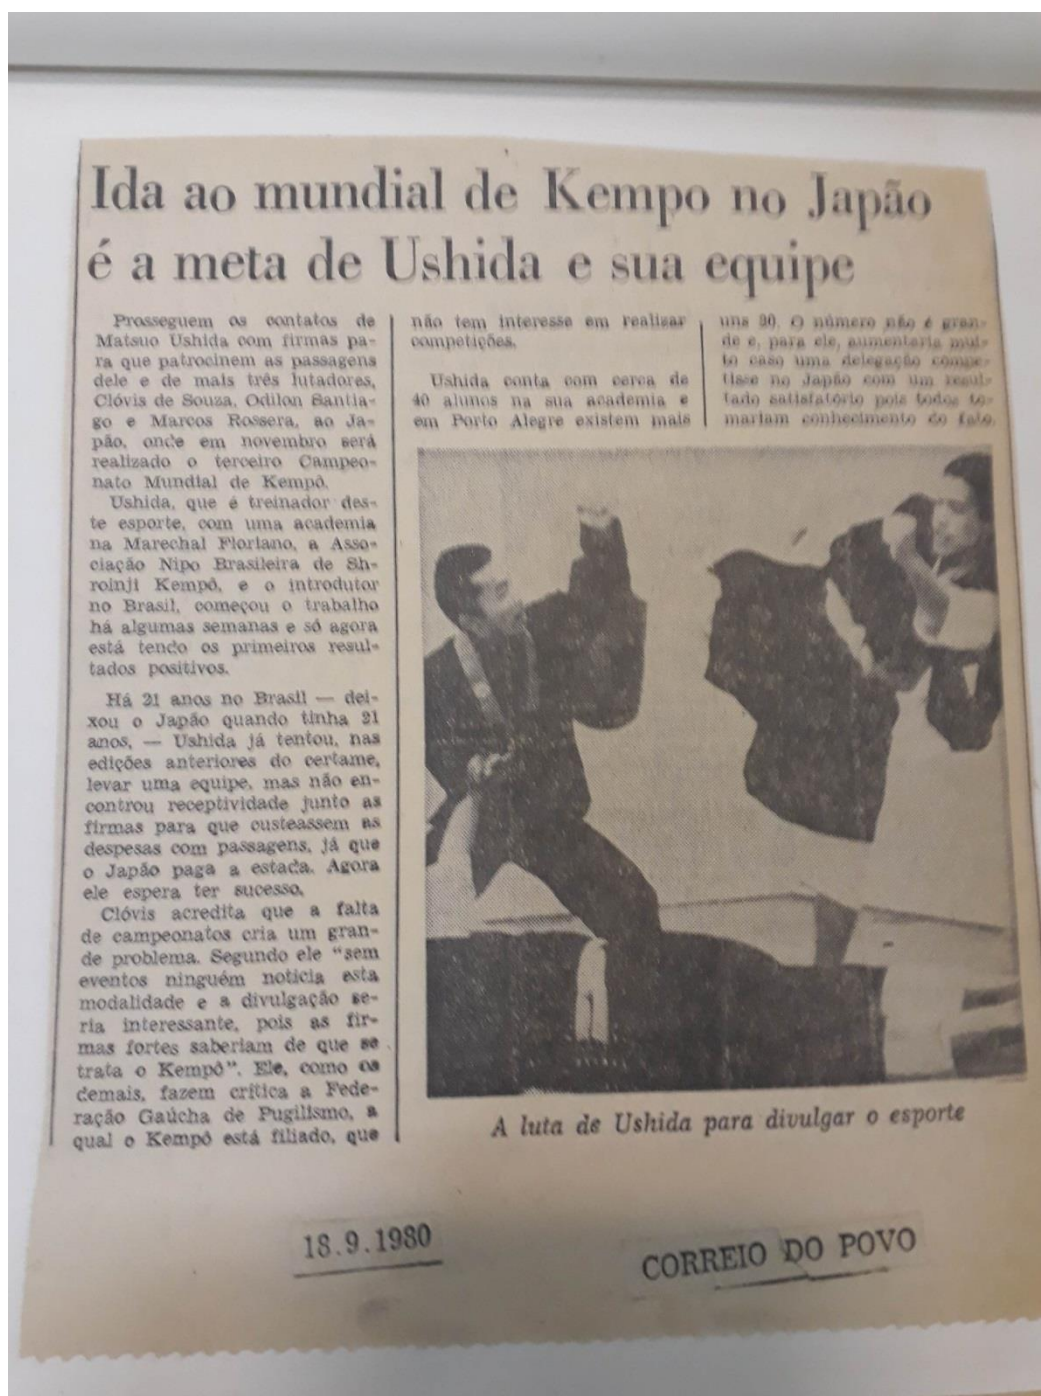 Ida ao mundial de Kempo no Japão
é a meta de Ushida e sua equipe
Prosseguem os contatos de
Matsuo Ushida com firmas pa-
ra que patrocinem as passagens
dele e de mais três lutadores,
Clóvis de Souza, Odilon Santia-
go e Marcos Rossera, ao Ja-
pão, onde em novembro será
realizado o terceiro Campeo-
nato Mundial de Kempô.
Ushida, que é treinador des-
te esporte, com uma academia
na Marechal Floriano, a Asso-
ciação Nipo Brasileira de Sh-
roinji Kempô, e o introdutor
no Brasil, começou o trabalho
há algumas semanas e só agora
está tendo os primeiros resul-
tados positivos.
Há 21 anos no Brasil — dei-
xou o Japão quando tinha 21
anos, — Ushida já tentou, nas
edições anteriores do certame,
levar uma equipe, mas não en-
controu receptividade junto as
firmas para que custeassem as
despesas com passagens, já que
o Japão paga a estada. Agora
ele espera ter sucesso.
Clóvis acredita que a falta
de campeonatos cria um gran-
de problema. Segundo ele "sem
eventos ninguém noticia esta
modalidade e a divulgação se-
ria interessante, pois as fir-
mas fortes saberiam de que se
trata o Kempô". Ele, como os
demais, fazem crítica a Fede-
ração Gaúcha de Pugilismo, a
qual o Kempô está filiado, que
não tem interesse em realizar
competições.
Ushida conta com cerca de
40 alunos na sua academia e
em Porto Alegre existem mais
uns 30. O número não é gran-
de e, para ele, aumentaria mui-
to caso uma delegação compe-
tisse no Japão com um resul-
tado satisfatório pois todos to-
mariam conhecimento do fato.
A luta de Ushida para divulgar o esporte
18.9.1980
CORREIO DO POVO